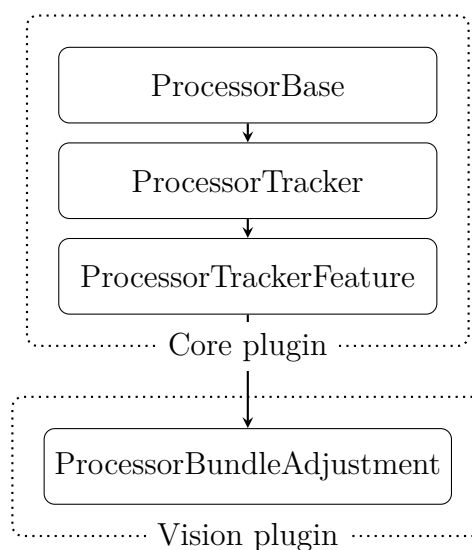 ProcessorBase
ProcessorTracker
ProcessorTrackerFeature
Core plugin
ProcessorBundleAdjustment
Vision plugin